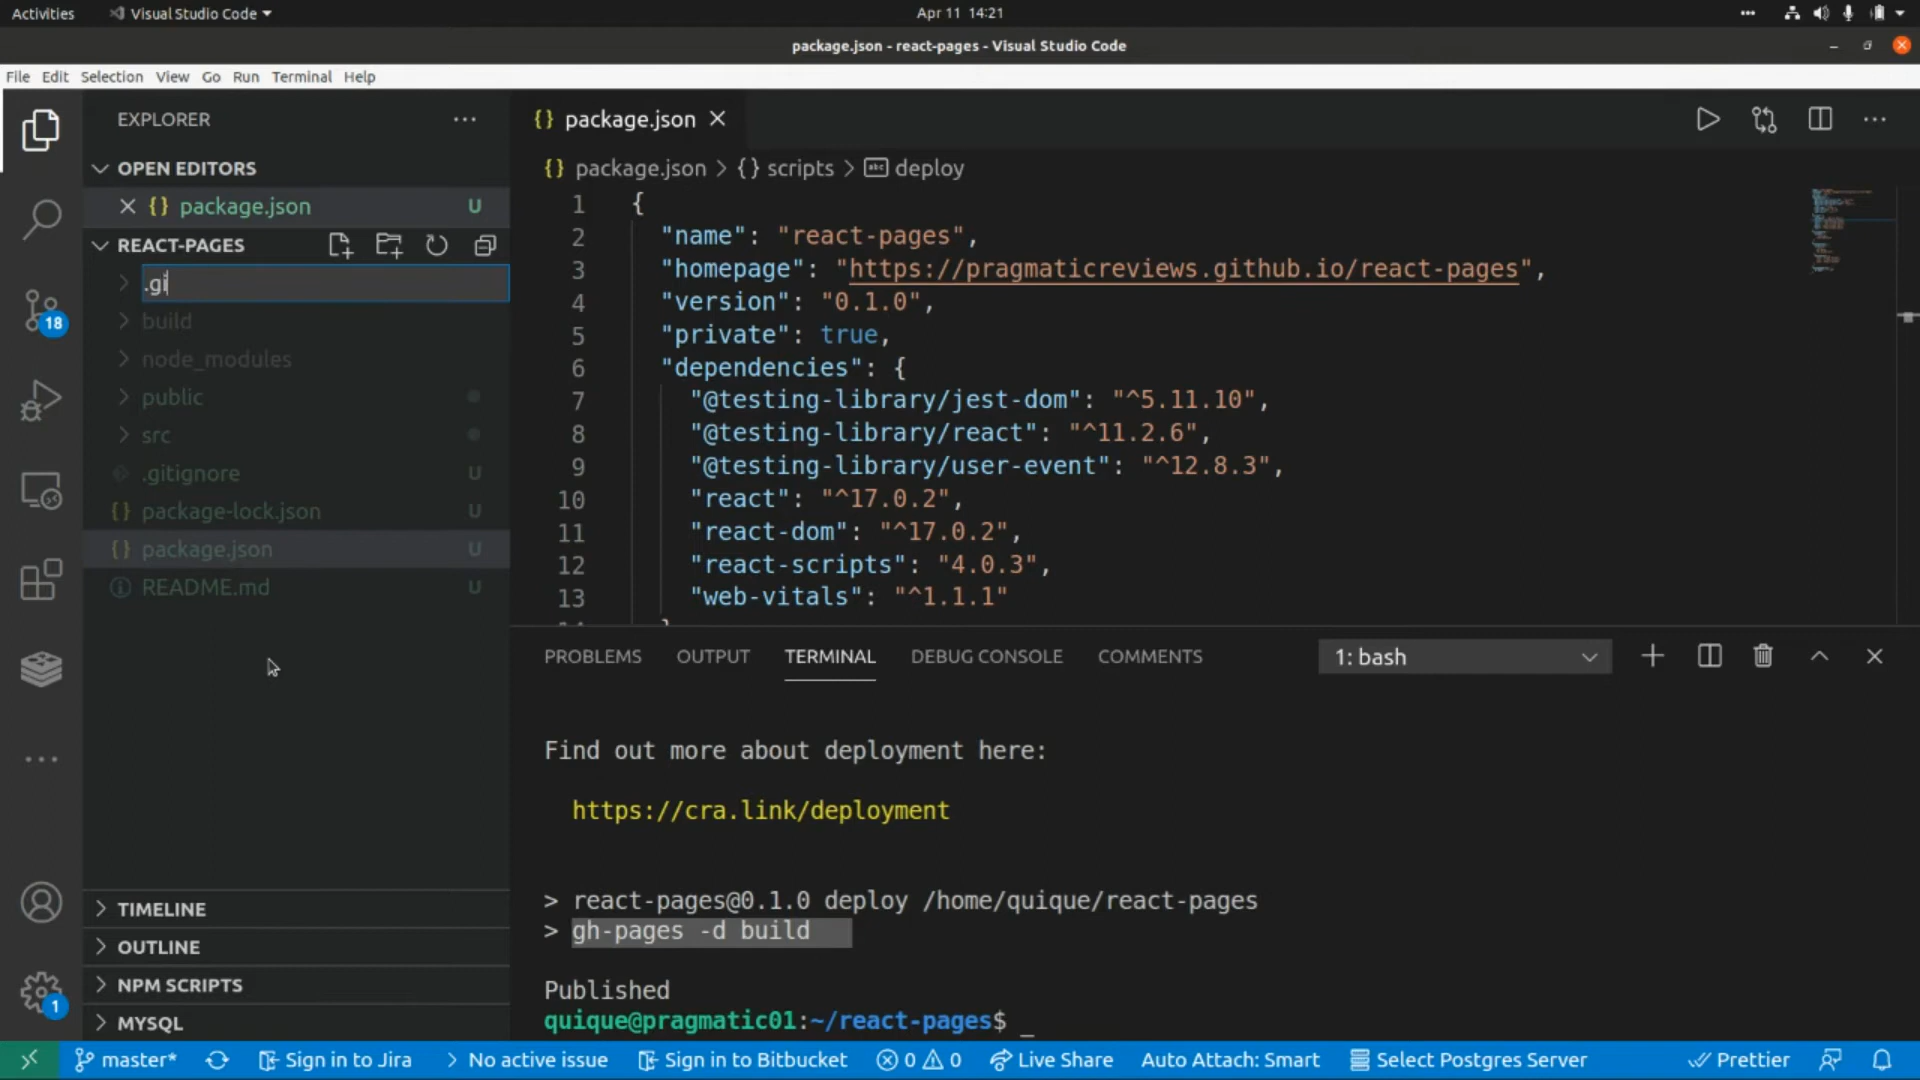 Activities
Visual Studio Code
Apr 11 14:21
package.json - react-pages - Visual Studio Code
File Edit Selection View Go Run Terminal Help
EXPLORER
OPEN EDITORS
{} package.json U
REACT-PAGES
.gi
build
node_modules
public
src
.gitignore U
{} package-lock.json U
{} package.json U
README.md U
TIMELINE
OUTLINE
NPM SCRIPTS
MYSQL
18
1
{} package.json
{} package.json > {} scripts > abc deploy
1 {
2 "name": "react-pages",
3 "homepage": "https://pragmaticreviews.github.io/react-pages",
4 "version": "0.1.0",
5 "private": true,
6 "dependencies": {
7 "@testing-library/jest-dom": "^5.11.10",
8 "@testing-library/react": "^11.2.6",
9 "@testing-library/user-event": "^12.8.3",
10 "react": "^17.0.2",
11 "react-dom": "^17.0.2",
12 "react-scripts": "4.0.3",
13 "web-vitals": "^1.1.1"
PROBLEMS OUTPUT TERMINAL DEBUG CONSOLE COMMENTS
1: bash
Find out more about deployment here:
https://cra.link/deployment
> react-pages@0.1.0 deploy /home/quique/react-pages
> gh-pages -d build
Published
quique@pragmatic01:~/react-pages$ _
master* Sign in to Jira No active issue Sign in to Bitbucket 0 0 Live Share Auto Attach: Smart Select Postgres Server Prettier